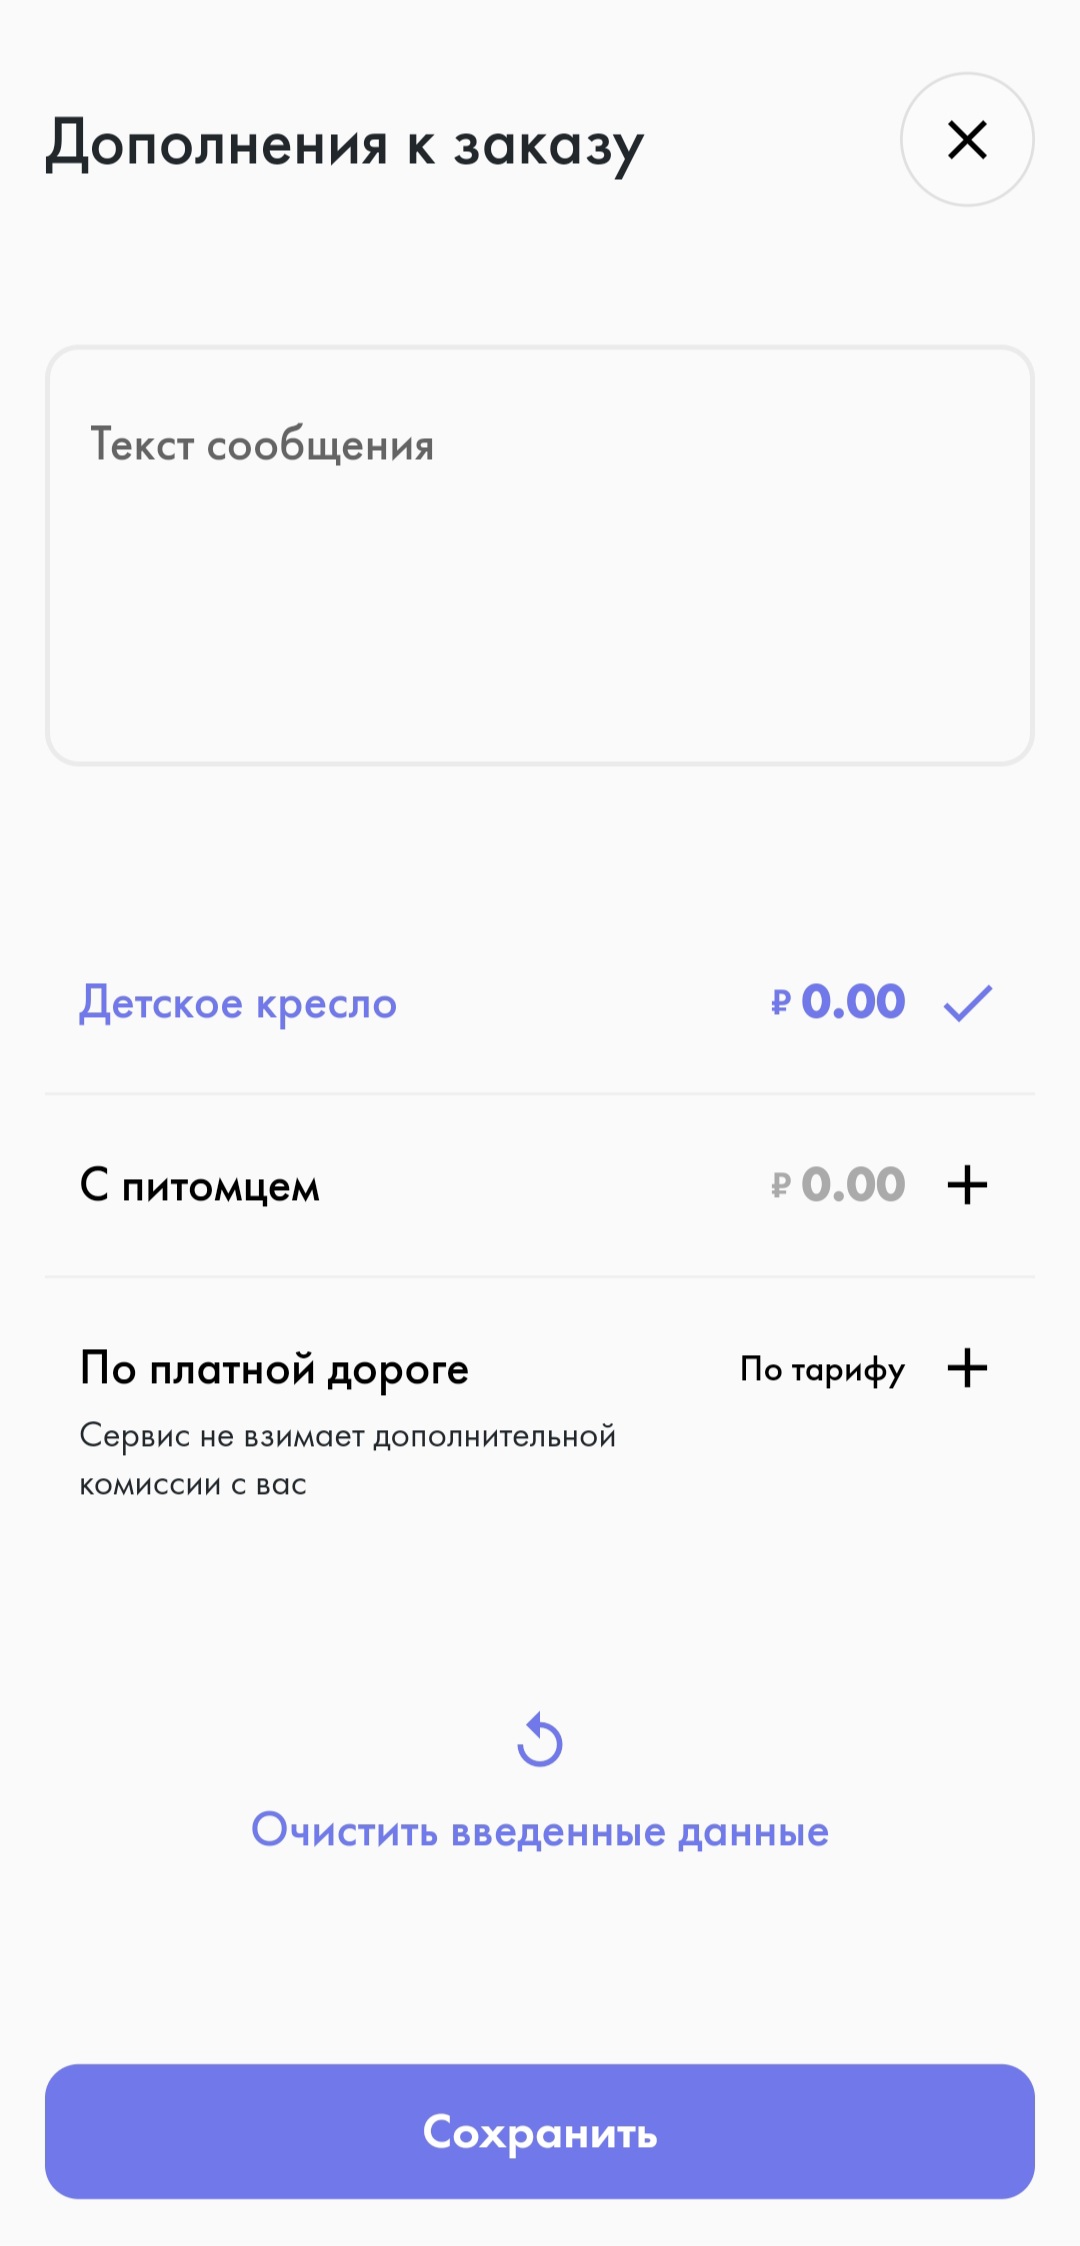 Дополнения к заказу
Текст сообщения
Детское кресло ₽ 0.00
С питомцем ₽ 0.00
По платной дороге По тарифу
Сервис не взимает дополнительной
комиссии с вас
Очистить введенные данные
Сохранить